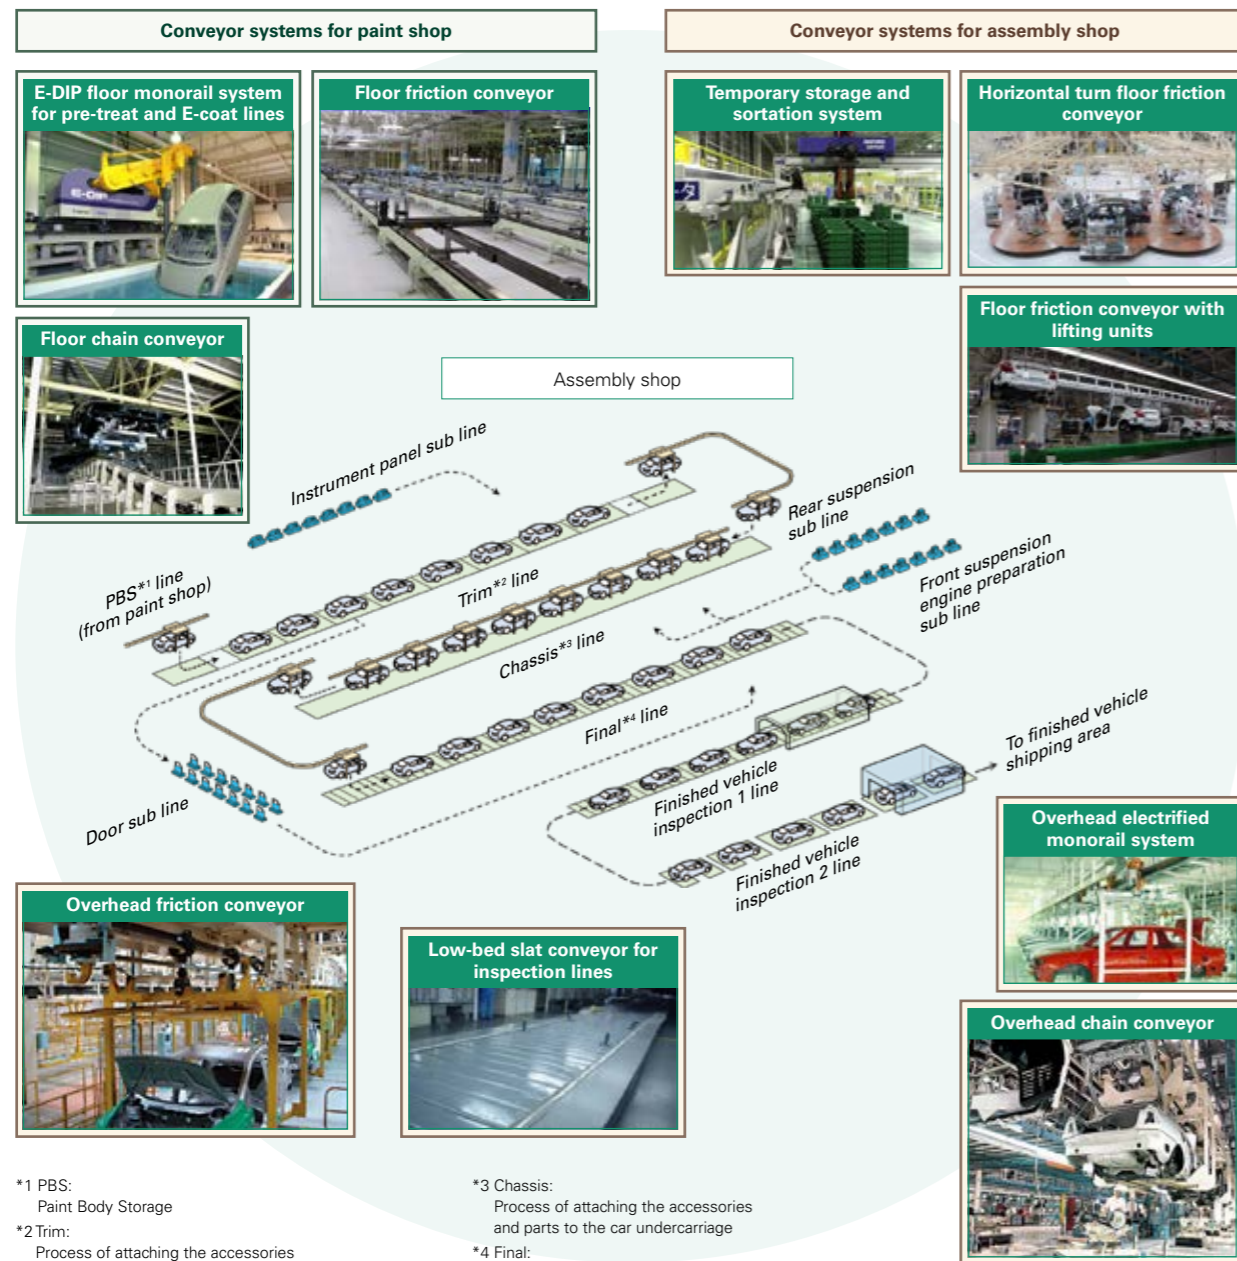 Conveyor systems for paint shop
Conveyor systems for assembly shop
E-DIP floor monorail system
for pre-treat and E-coat lines
E-DIP
Floor friction conveyor
Temporary storage and
sortation system
Horizontal turn floor friction
conveyor
Floor chain conveyor
Floor friction conveyor with
lifting units
Assembly shop
Instrument panel sub line
Rear suspension
sub line
Front suspension
engine preparation
sub line
PBS*1 line
(from paint shop)
Trim*2 line
Chassis*3 line
Final*4 line
Door sub line
Finished vehicle
inspection 1 line
Finished vehicle
inspection 2 line
To finished vehicle
shipping area
Overhead electrified
monorail system
Overhead friction conveyor
Low-bed slat conveyor for
inspection lines
Overhead chain conveyor
*1 PBS:
Paint Body Storage
*2 Trim:
Process of attaching the accessories
*3 Chassis:
Process of attaching the accessories
and parts to the car undercarriage
*4 Final: